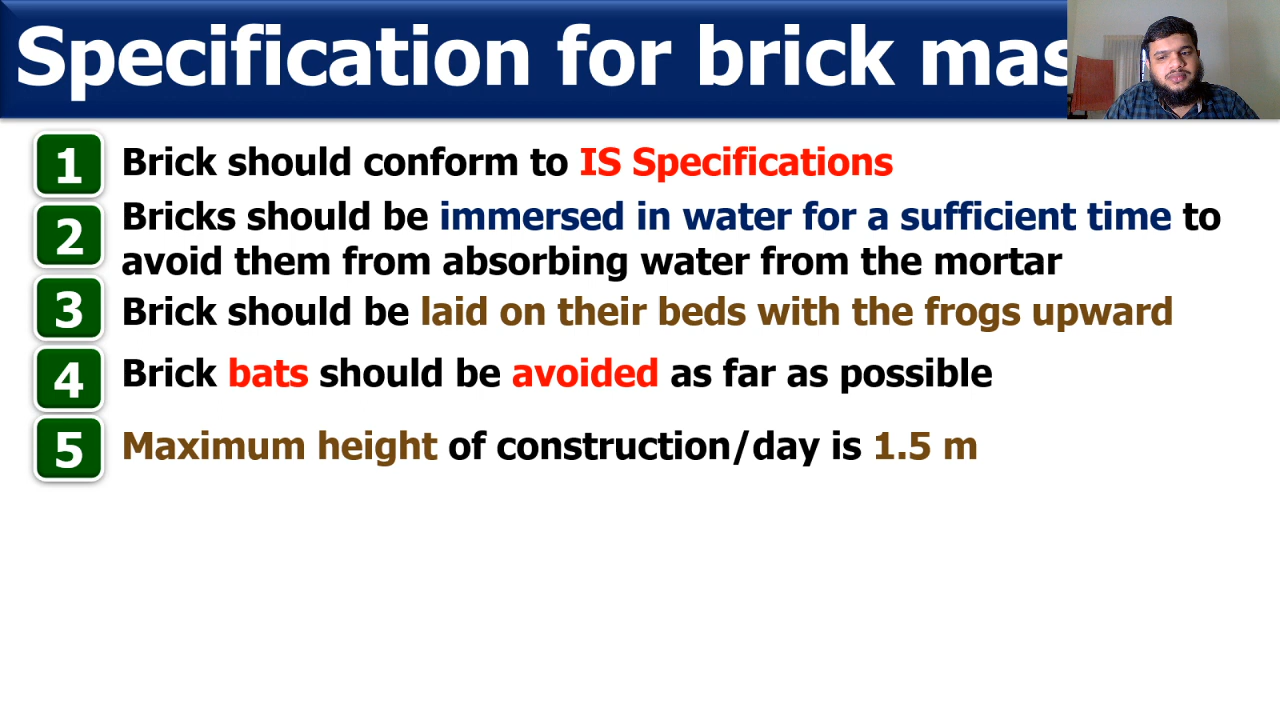 Specification for brick mas
1 Brick should conform to IS Specifications
2 Bricks should be immersed in water for a sufficient time to
avoid them from absorbing water from the mortar
3 Brick should be laid on their beds with the frogs upward
4 Brick bats should be avoided as far as possible
5 Maximum height of construction/day is 1.5 m